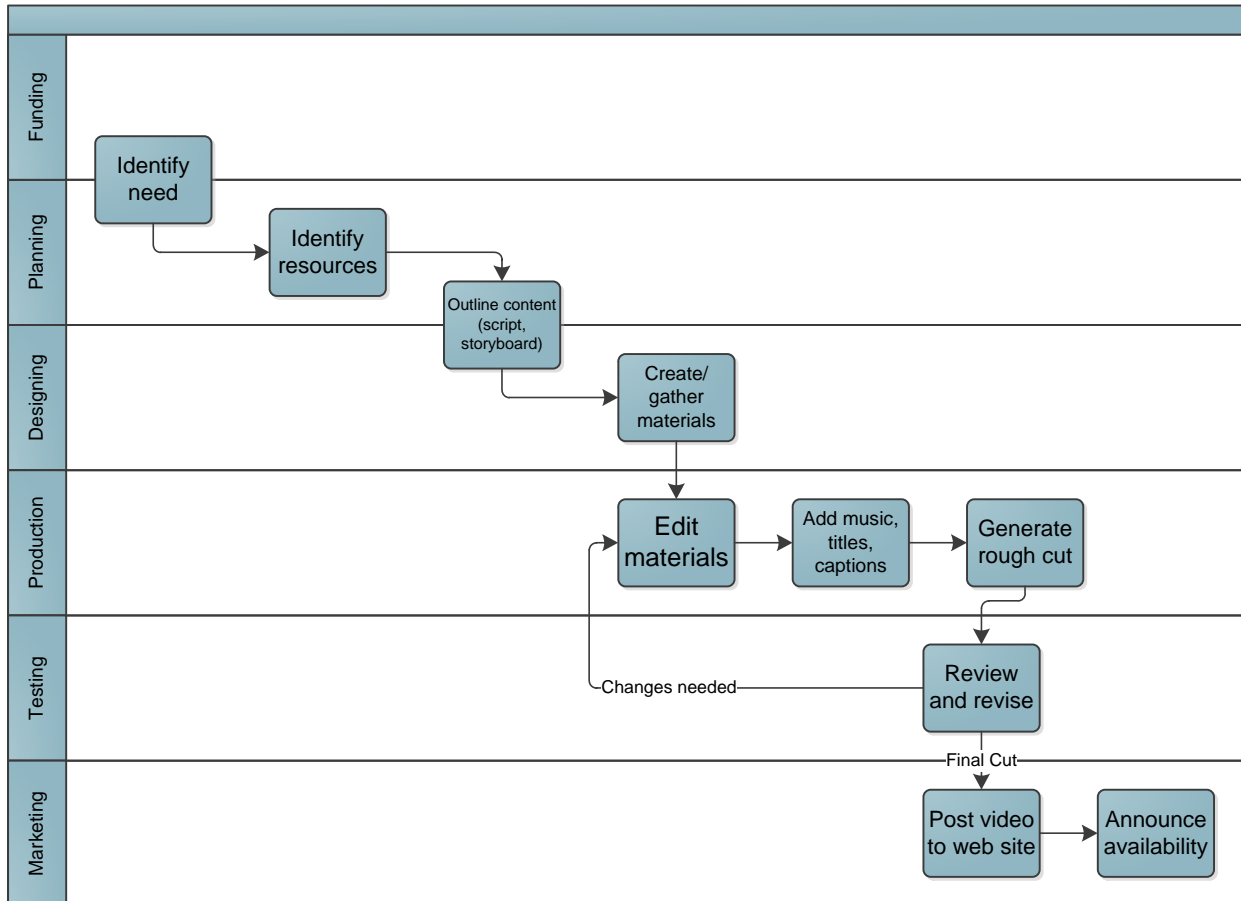 Funding
Identify
need
Planning
Identify
resources
Outline content
(script,
storyboard)
Designing
Create/
gather
materials
Production
Edit
materials
Add music,
titles,
captions
Generate
rough cut
Testing
Changes needed
Review
and revise
Final Cut
Marketing
Post video
to web site
Announce
availability